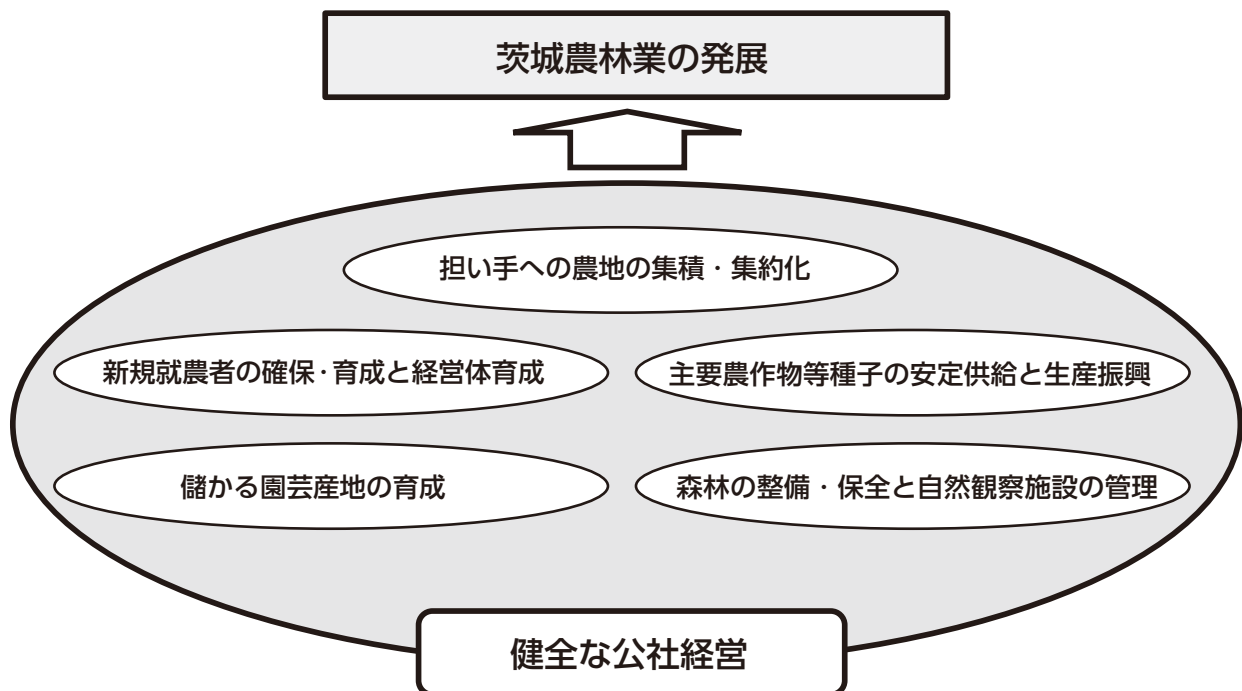 茨城農林業の発展
担い手への農地の集積・集約化
新規就農者の確保・育成と経営体育成
主要農作物等種子の安定供給と生産振興
儲かる園芸産地の育成
森林の整備・保全と自然観察施設の管理
健全な公社経営